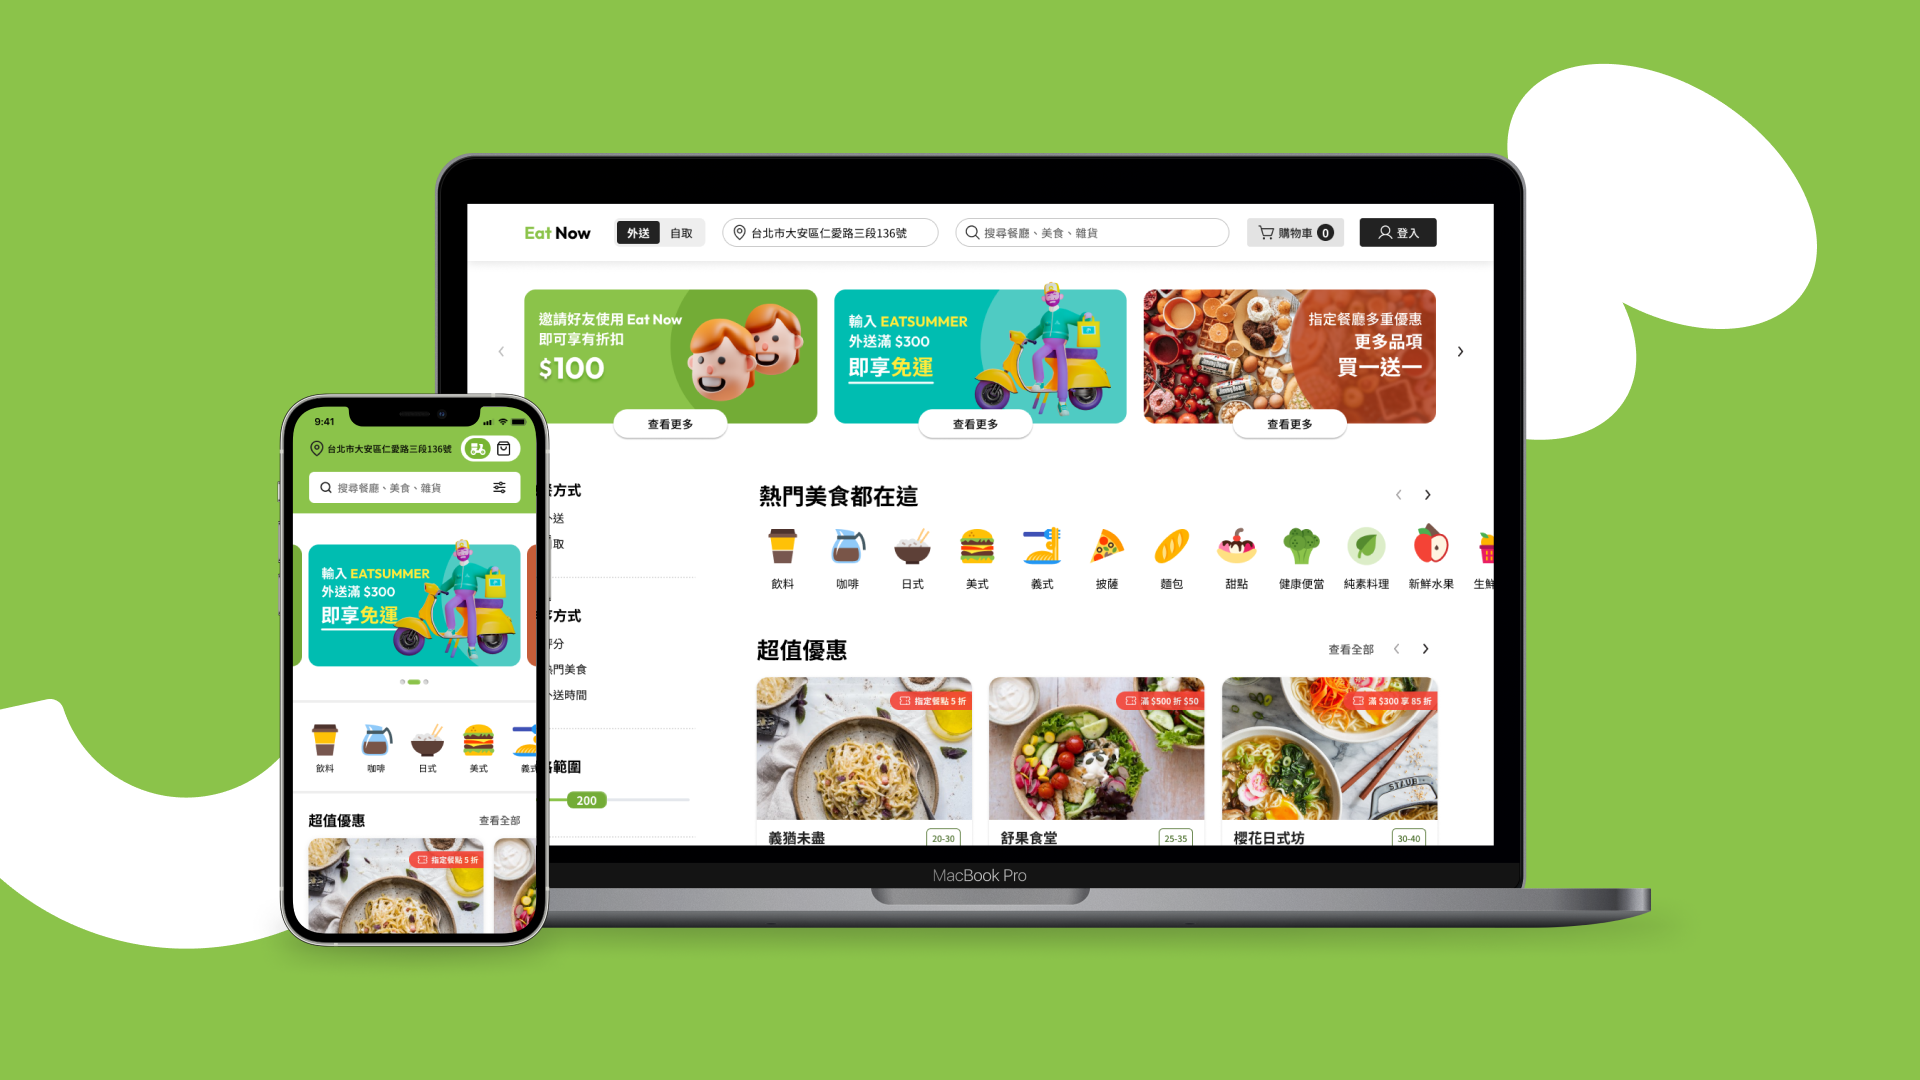 Eat Now
外送
自取
台北市大安區仁愛路三段136號
搜尋餐廳、美食、雜貨
購物車 0
登入
邀請好友使用 Eat Now
即可享有折扣
$100
查看更多
輸入 EATSUMMER
外送滿 $300
即享免運
查看更多
指定餐廳多重優惠
更多品項
買一送一
查看更多
方式
送
取
方式
分
門美食
送時間
範圍
200
熱門美食都在這
飲料
咖啡
日式
美式
義式
披薩
麵包
甜點
健康便當
純素料理
新鮮水果
生鮮
超值優惠
查看全部
指定餐點 5 折
滿 $500 折 $50
滿 $300 享 85 折
STAUB
義猶未盡
20-30
舒果食堂
25-35
櫻花日式坊
30-40
MacBook Pro
9:41
台北市大安區仁愛路三段136號
搜尋餐廳、美食、雜貨
輸入 EATSUMMER
外送滿 $300
即享免運
飲料
咖啡
日式
美式
義式
超值優惠
查看全部
指定餐點 5 折